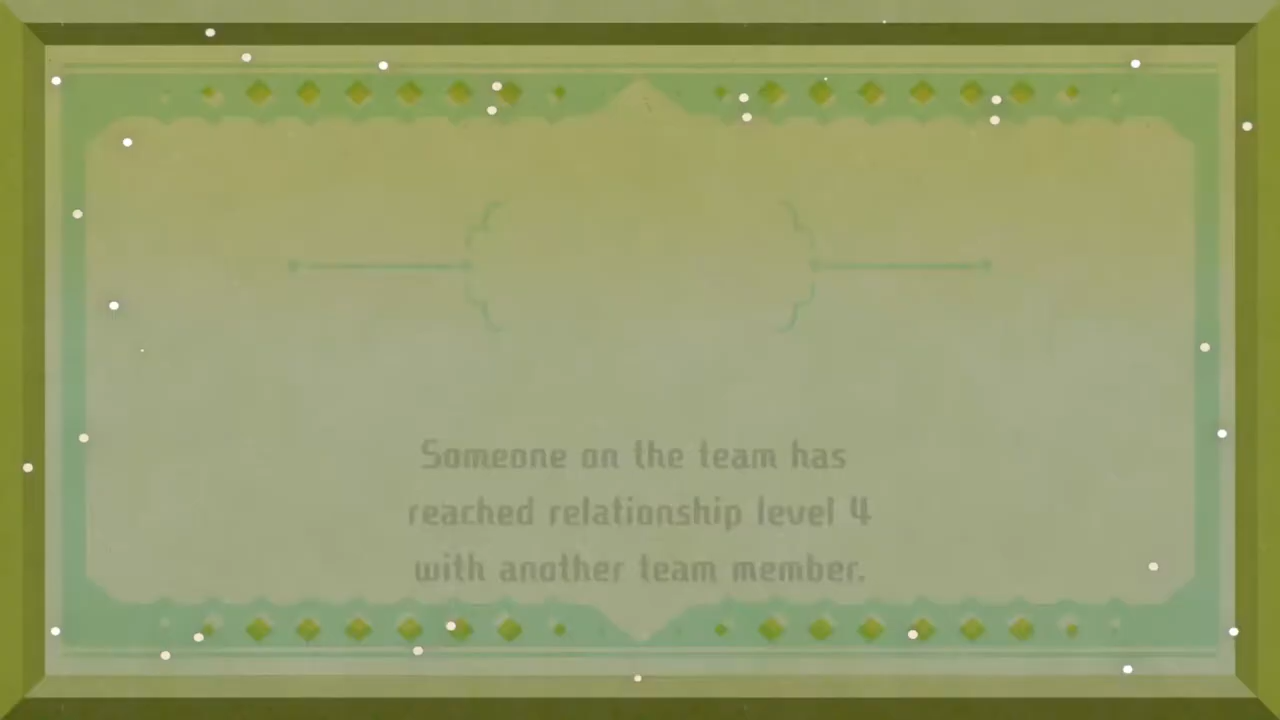 Someone on the team has
reached relationship level 4
with another team member.